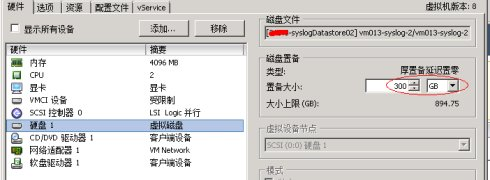 硬件 选项 资源 配置文件 vService 虚拟机版本: 8
显示所有设备 添加... 移除
硬件 摘要
内存 4096 MB
CPU 2
显卡 显卡
VMCI 设备 受限制
SCSI 控制器 0 LSI Logic 并行
硬盘 1 虚拟磁盘
CD/DVD 驱动器 1 客户端设备
网络适配器 1 VM Network
软盘驱动器 1 客户端设备
磁盘文件
-syslogDatastore02] vm013-syslog-2/vm013-syslog-2
磁盘置备
类型: 厚置备延迟置零
置备大小: 300 GB
大小上限 (GB): 894.75
虚拟设备节点
SCSI (0:0) 硬盘 1
模式